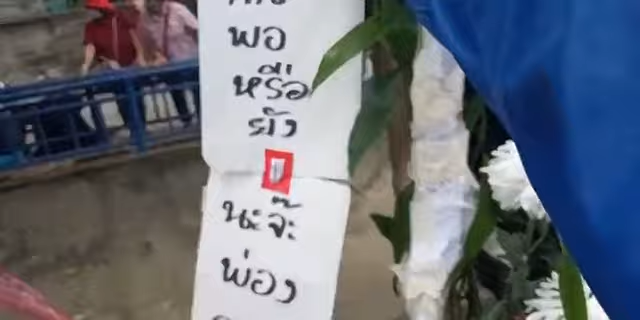 พอ
หรือ
ยัง
นะจ๊ะ
พ่อง